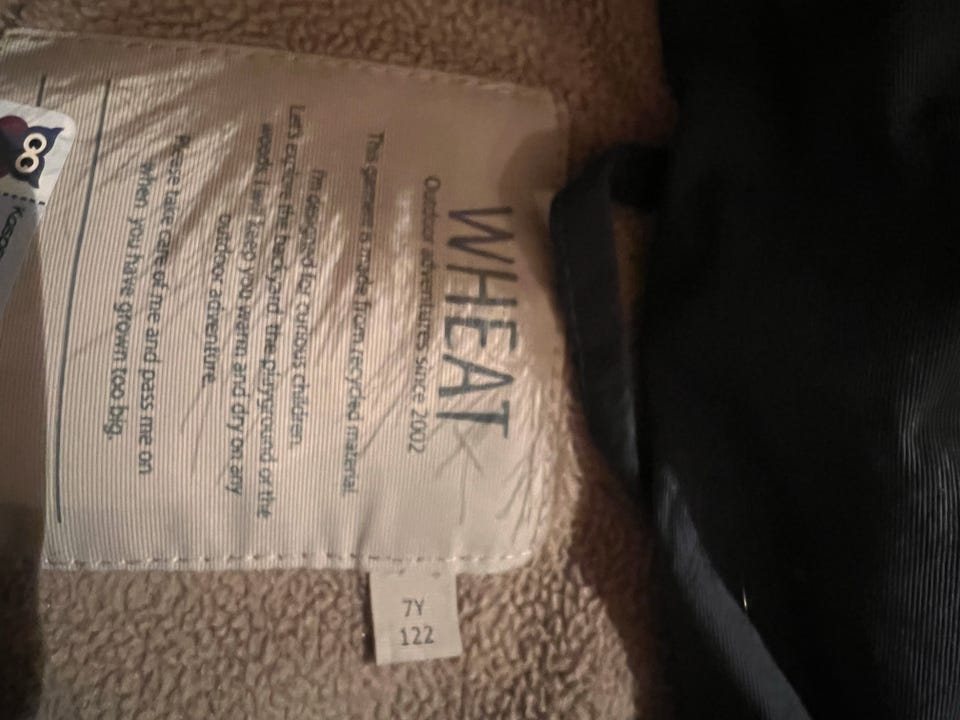 WHEAT
Outdoor adventures since 2002
This garment is made from recycled material.
I'm designed for curious children.
Let's explore the backyard, the playground or the
woods. I will keep you warm and dry on any
outdoor adventure.
Please take care of me and pass me on
when you have grown too big.
7Y
122